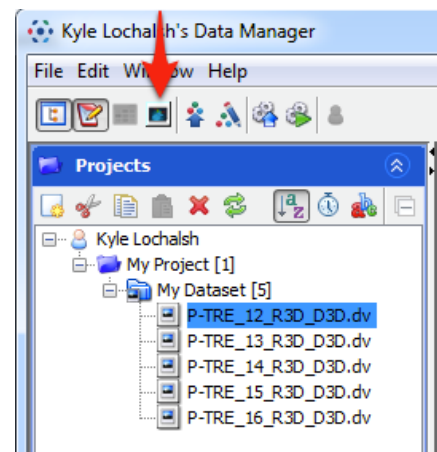 Kyle Lochalsh's Data Manager
File Edit Window Help
Projects
Kyle Lochalsh
My Project [1]
My Dataset [5]
P-TRE_12_R3D_D3D.dv
P-TRE_13_R3D_D3D.dv
P-TRE_14_R3D_D3D.dv
P-TRE_15_R3D_D3D.dv
P-TRE_16_R3D_D3D.dv